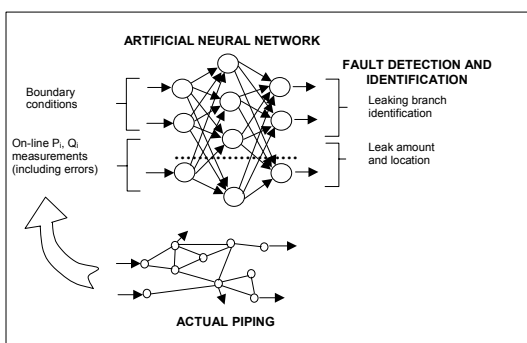 ARTIFICIAL NEURAL NETWORK
FAULT DETECTION AND
IDENTIFICATION
Boundary
conditions
On-line Pᵢ, Qᵢ
measurements
(including errors)
Leaking branch
identification
Leak amount
and location
ACTUAL PIPING